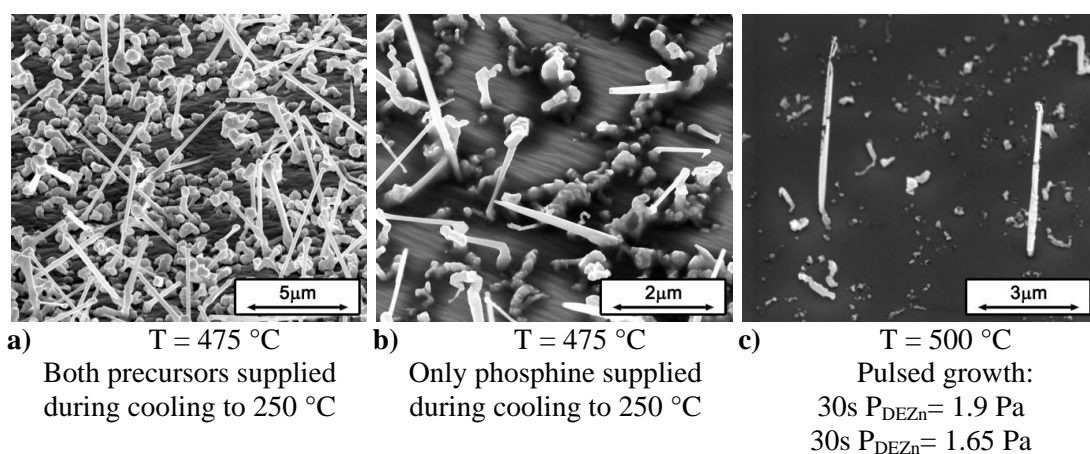 5μm
2μm
3μm
a) T = 475 °C
Both precursors supplied
during cooling to 250 °C
b) T = 475 °C
Only phosphine supplied
during cooling to 250 °C
c) T = 500 °C
Pulsed growth:
30s P_DEZn= 1.9 Pa
30s P_DEZn= 1.65 Pa